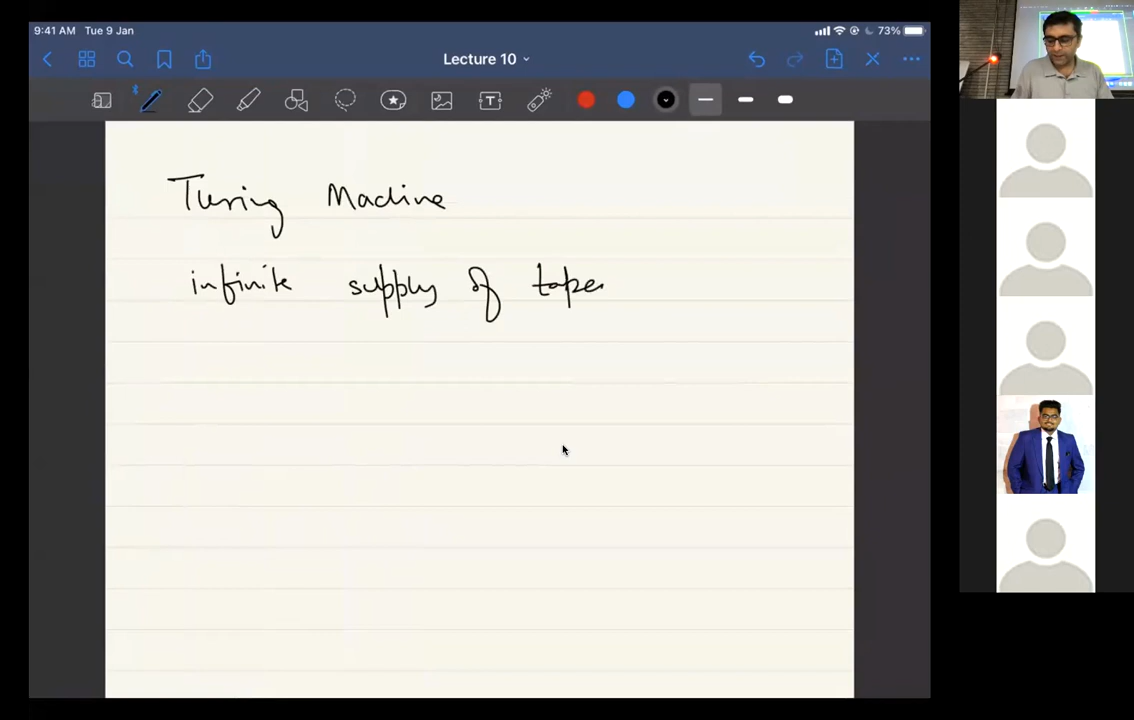 9:41 AM Tue 9 Jan
73%
Lecture 10
Turing Machine
infinite supply of tape